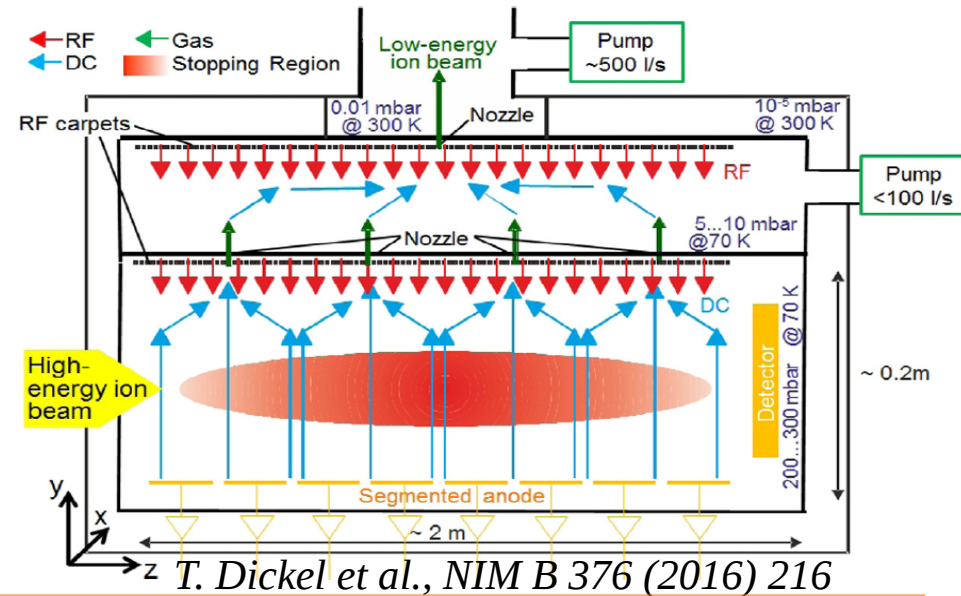 RF
Gas
DC
Stopping Region
Low-energy
ion beam
Pump
~500 l/s
RF carpets
0.01 mbar
@ 300 K
Nozzle
10⁻⁵ mbar
@ 300 K
RF
Pump
<100 l/s
5...10 mbar
@70 K
Nozzle
DC
High-
energy ion
beam
Detector
200...300 mbar @ 70 K
~ 0.2m
Segmented anode
y
x
z
~ 2 m
T. Dickel et al., NIM B 376 (2016) 216